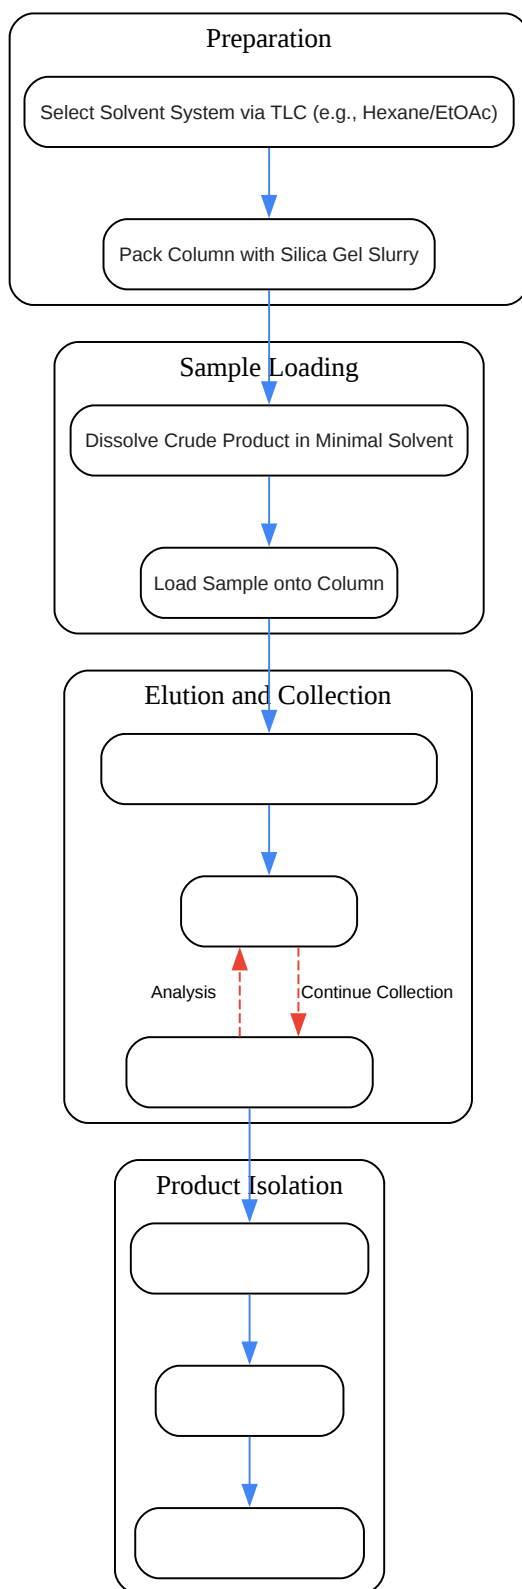 Preparation
Select Solvent System via TLC (e.g., Hexane/EtOAc)
Pack Column with Silica Gel Slurry
Sample Loading
Dissolve Crude Product in Minimal Solvent
Load Sample onto Column
Elution and Collection
Analysis
Continue Collection
Product Isolation